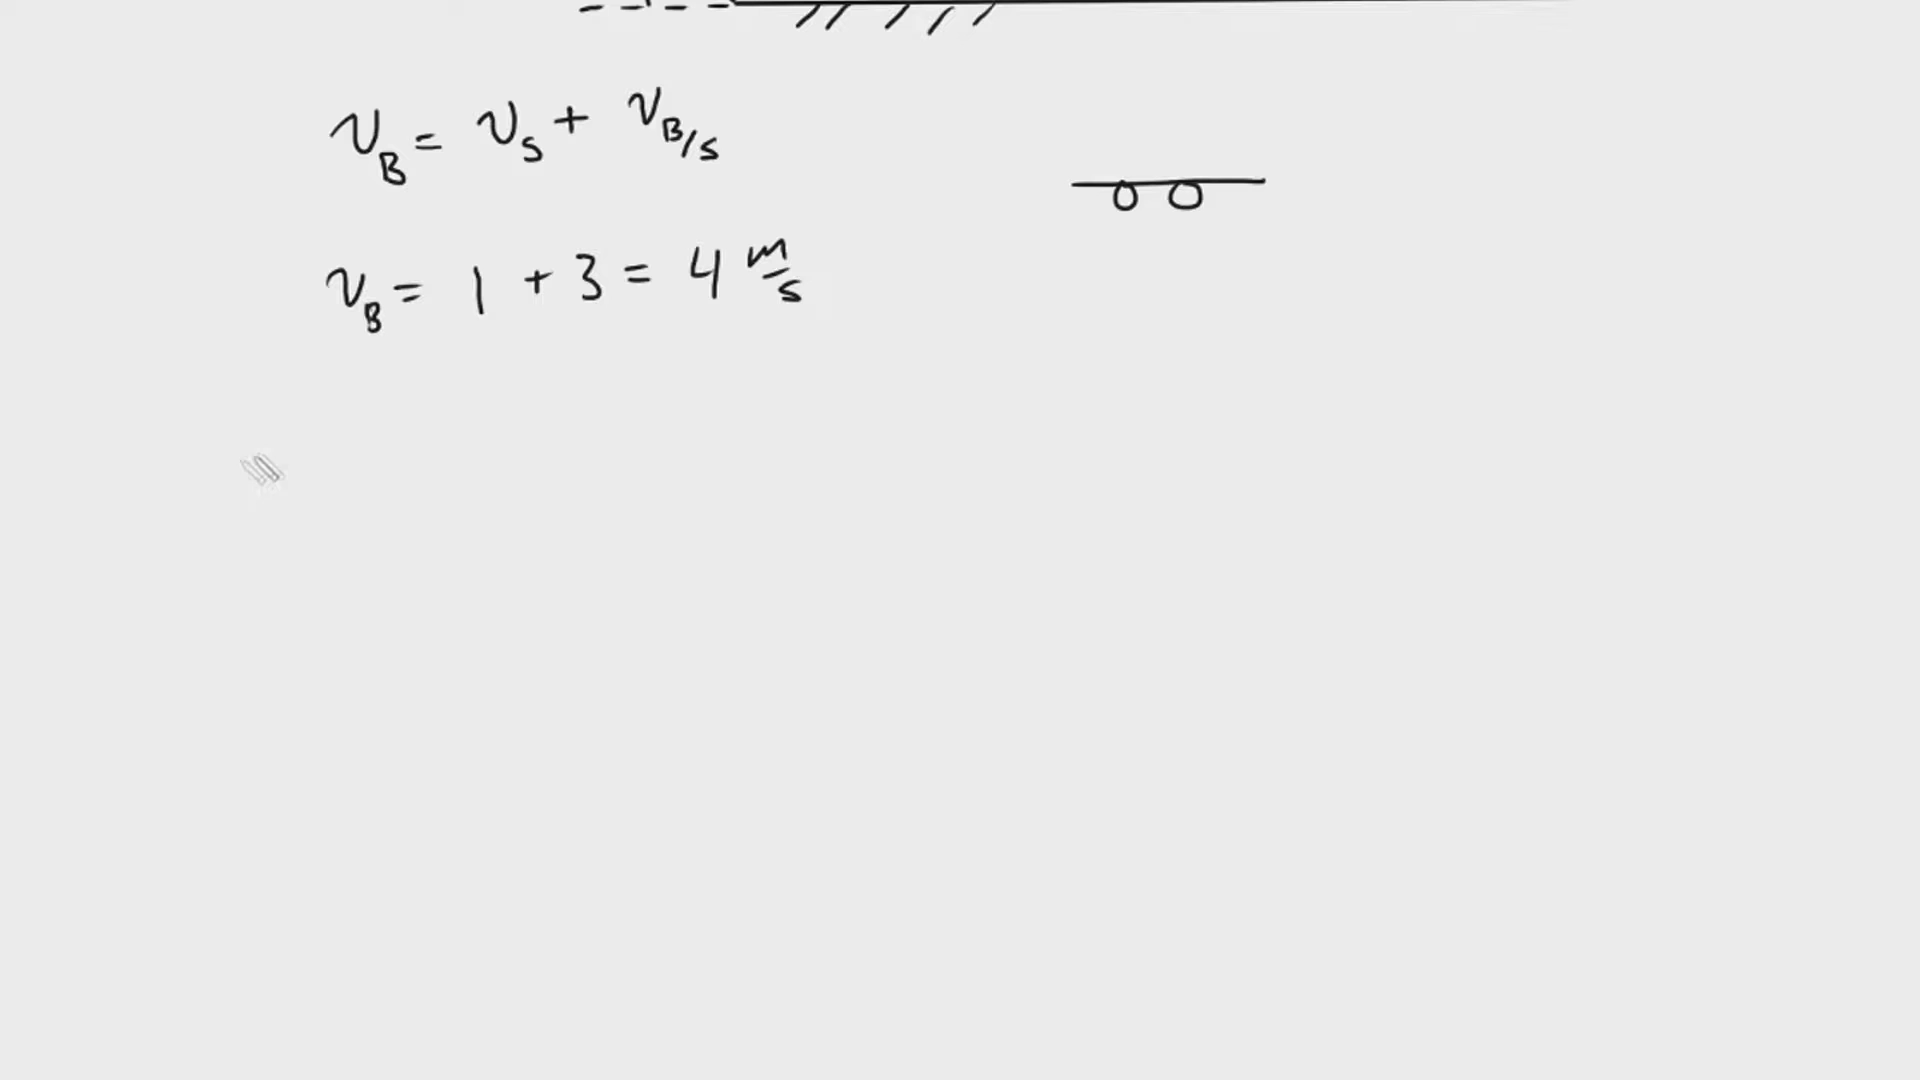 v_B = v_S + v_B/S
v_B = 1 + 3 = 4 m/s